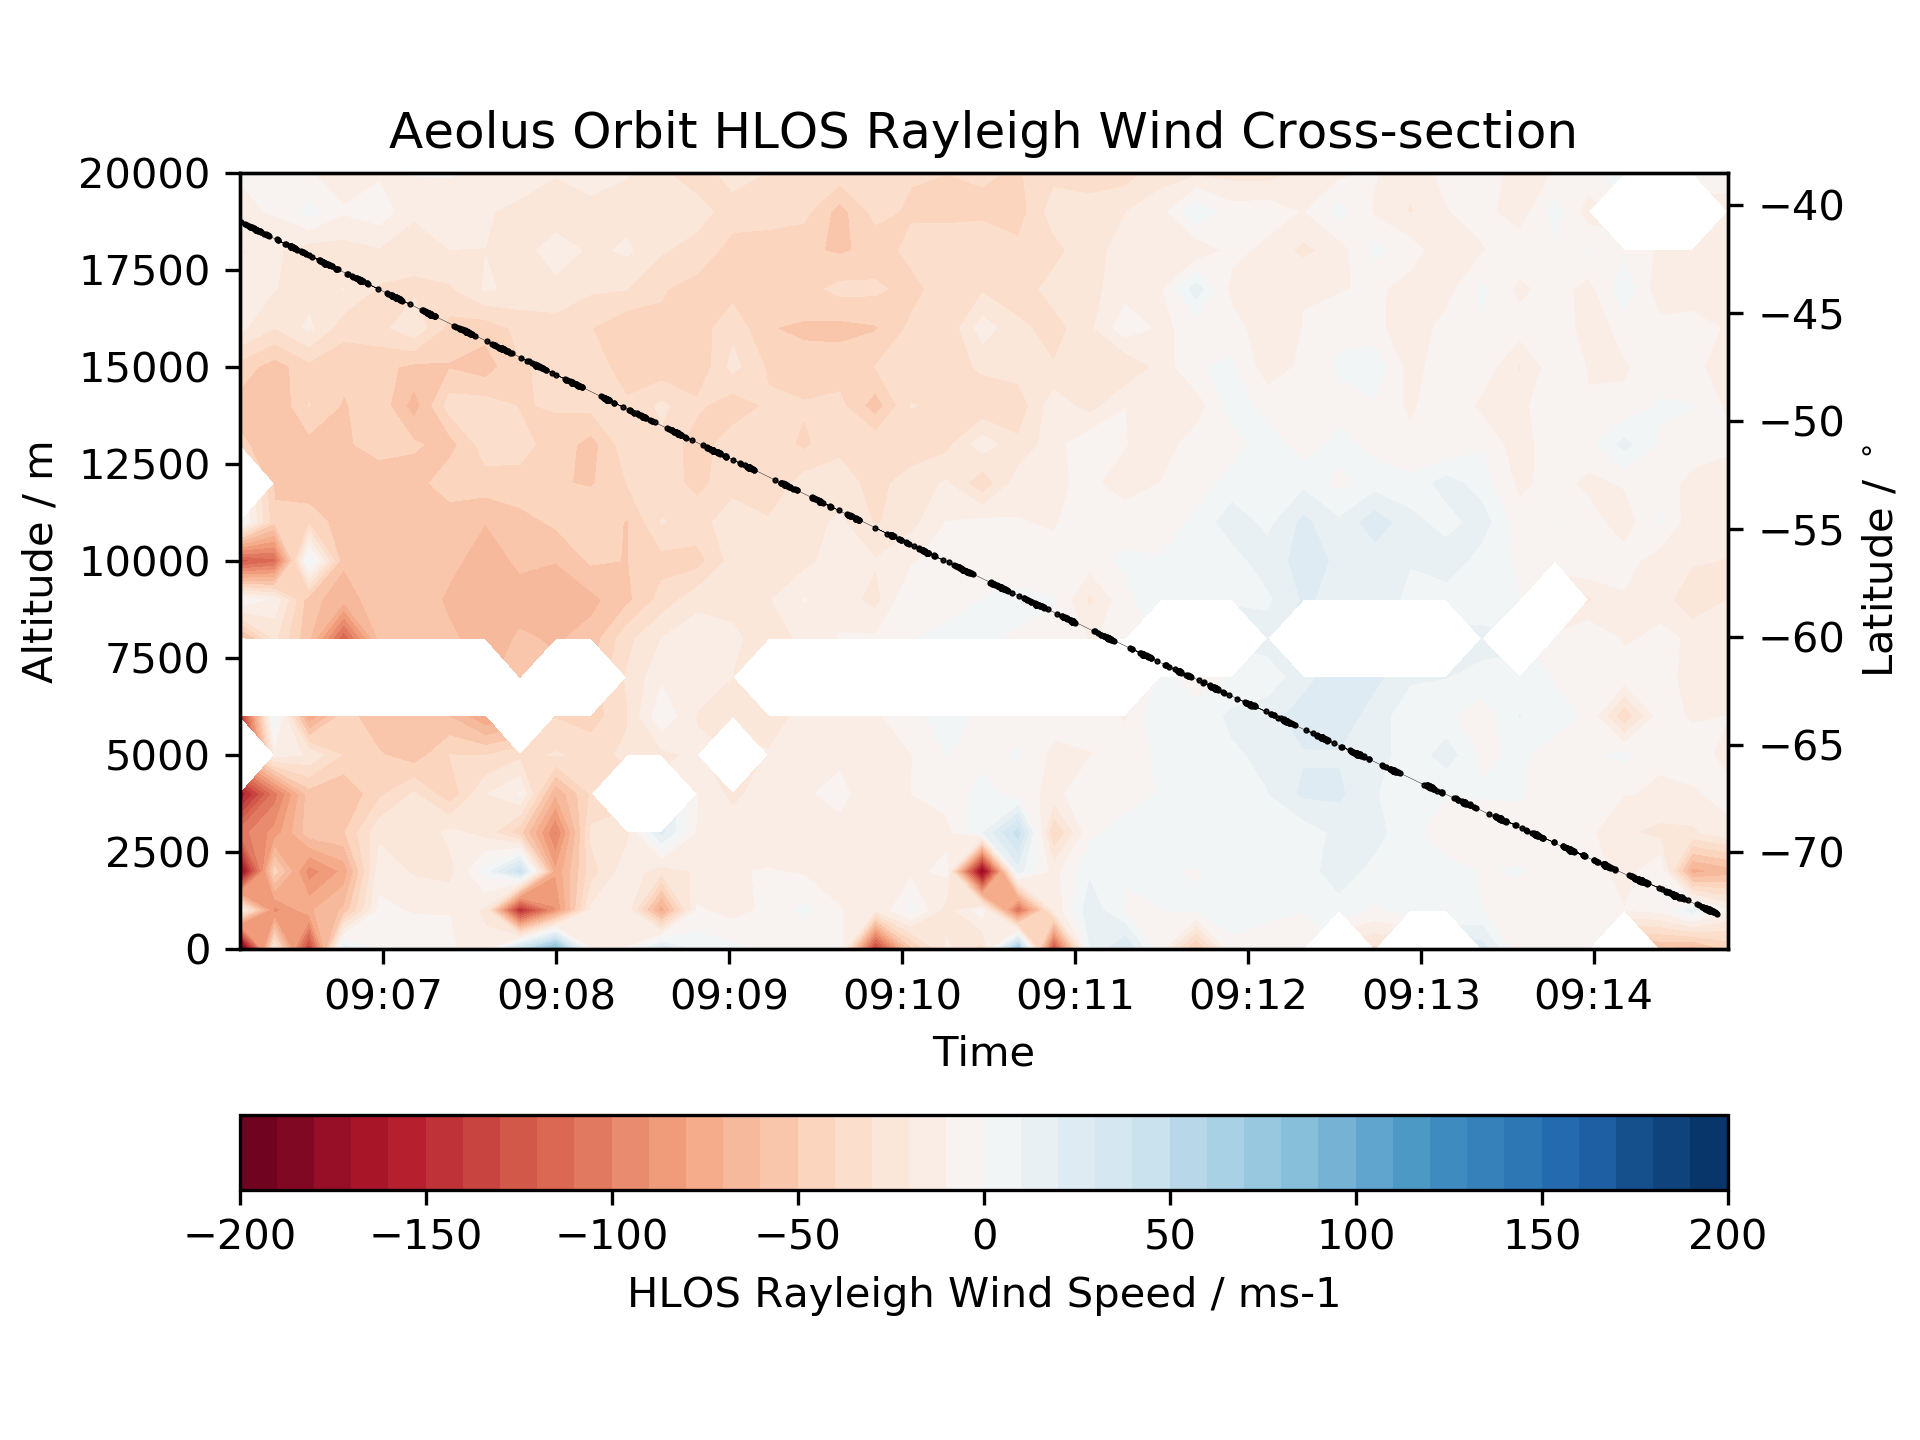 Aeolus Orbit HLOS Rayleigh Wind Cross-section
20000
17500
15000
12500
10000
7500
5000
2500
0
Altitude / m
−40
−45
−50
−55
−60
−65
−70
Latitude / °
09:07 09:08 09:09 09:10 09:11 09:12 09:13 09:14
Time
−200 −150 −100 −50 0 50 100 150 200
HLOS Rayleigh Wind Speed / ms-1